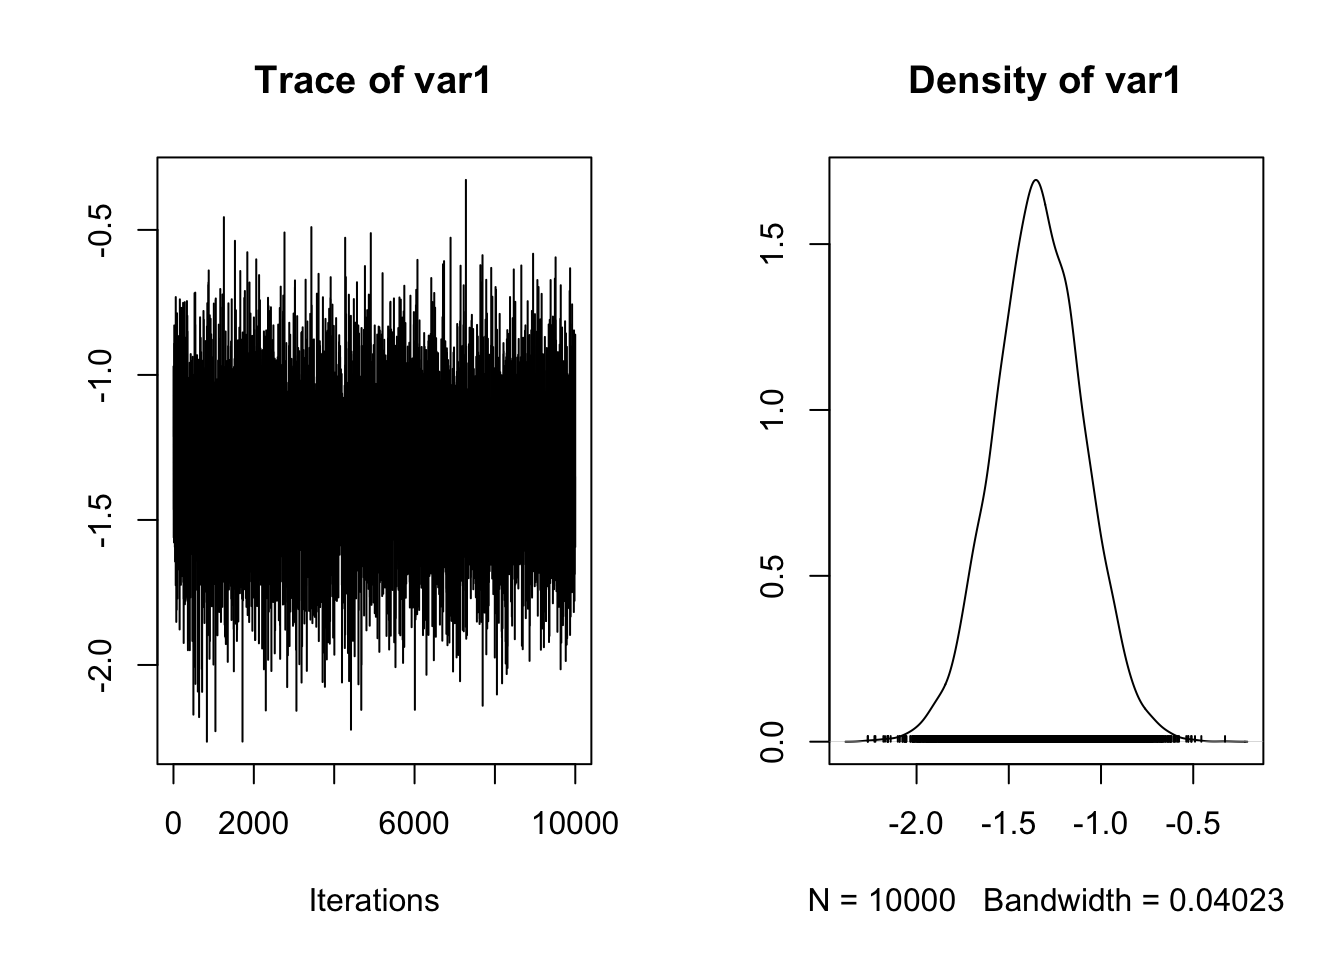 Trace of var1
-0.5
-1.0
-1.5
-2.0
0 2000 6000 10000
Iterations
Density of var1
1.5
1.0
0.5
0.0
-2.0 -1.5 -1.0 -0.5
N = 10000 Bandwidth = 0.04023